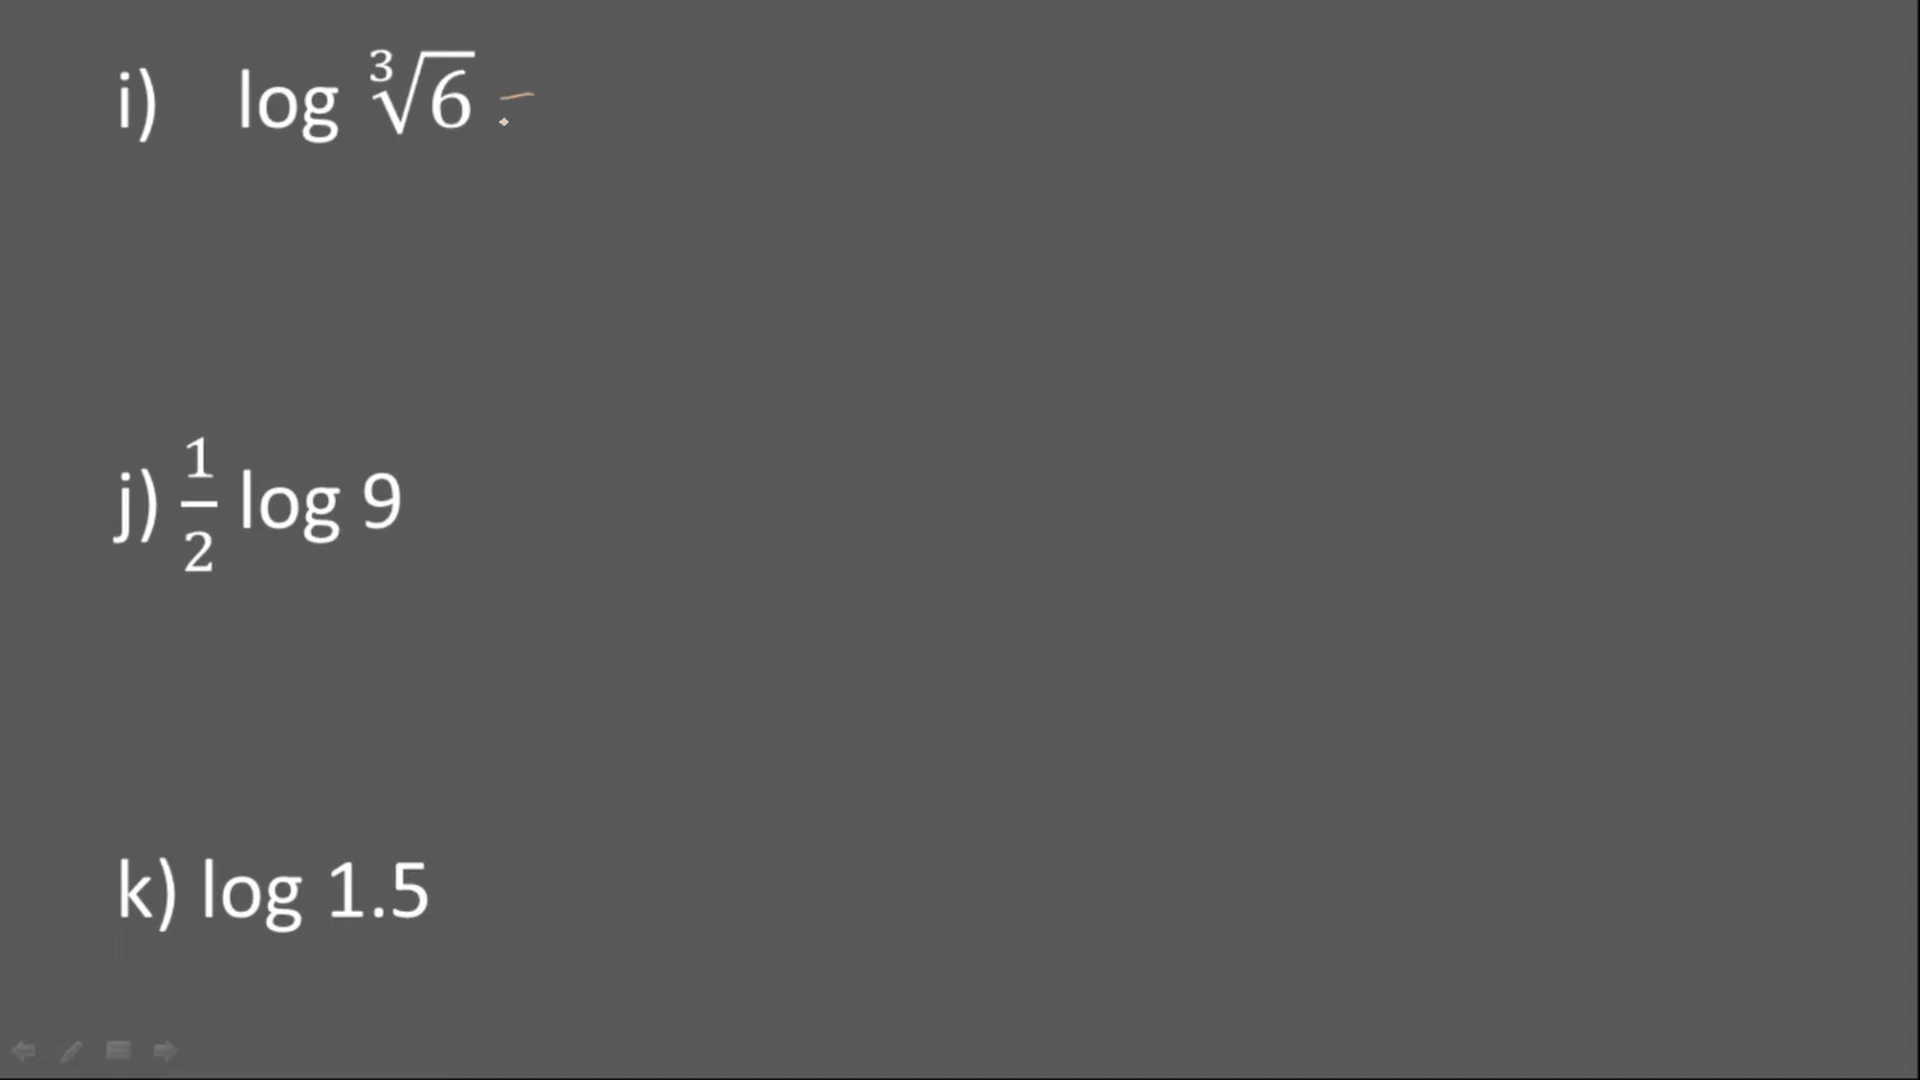 i) log ∛6 =
j) 1/2 log 9
k) log 1.5